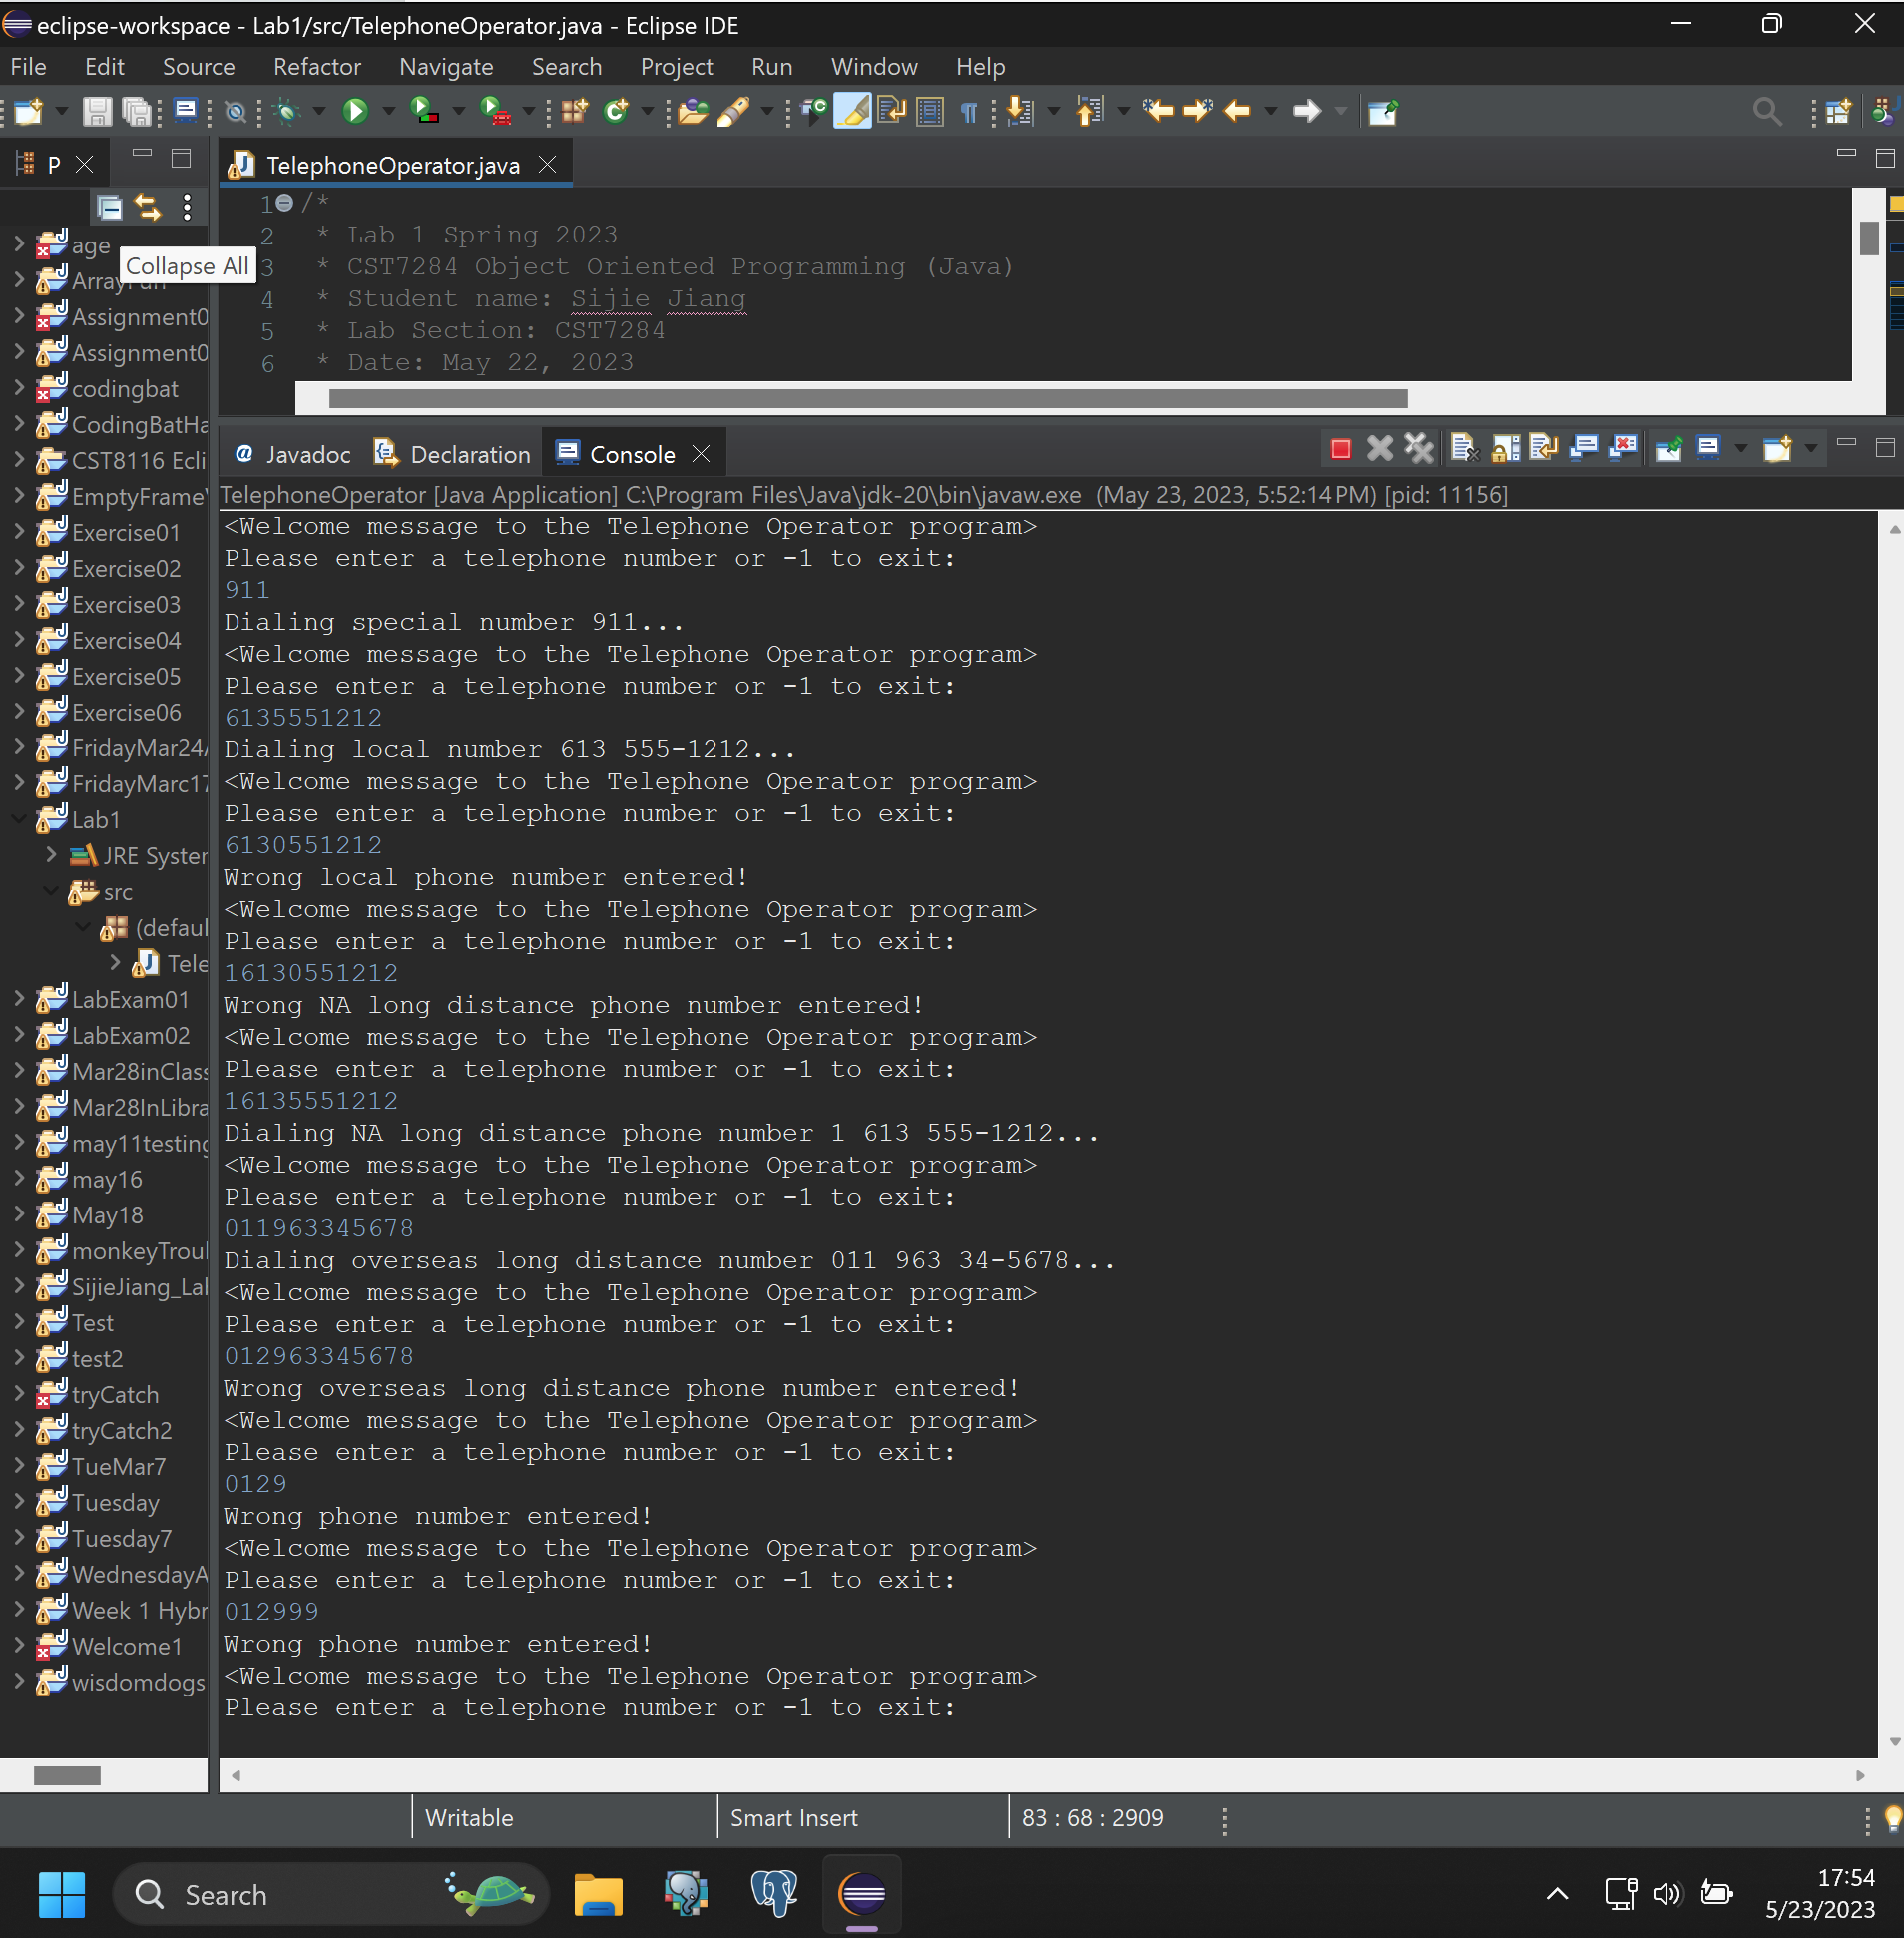 eclipse-workspace - Lab1/src/TelephoneOperator.java - Eclipse IDE
File Edit Source Refactor Navigate Search Project Run Window Help
P
TelephoneOperator.java
age
Collapse All
Assignment0
Assignment0
codingbat
CodingBatHa
CST8116 Ecli
EmptyFrame
Exercise01
Exercise02
Exercise03
Exercise04
Exercise05
Exercise06
FridayMar24
FridayMarc17
Lab1
JRE Syster
src
(defaul
Tele
LabExam01
LabExam02
Mar28inClass
Mar28InLibra
may11testing
may16
May18
monkeyTroul
SijieJiang_Lal
Test
test2
tryCatch
tryCatch2
TueMar7
Tuesday
Tuesday7
WednesdayA
Week 1 Hybr
Welcome1
wisdomdogs
1 /*
2 * Lab 1 Spring 2023
3 * CST7284 Object Oriented Programming (Java)
4 * Student name: Sijie Jiang
5 * Lab Section: CST7284
6 * Date: May 22, 2023
@ Javadoc Declaration Console
TelephoneOperator [Java Application] C:\Program Files\Java\jdk-20\bin\javaw.exe (May 23, 2023, 5:52:14 PM) [pid: 11156]
<Welcome message to the Telephone Operator program>
Please enter a telephone number or -1 to exit:
911
Dialing special number 911...
<Welcome message to the Telephone Operator program>
Please enter a telephone number or -1 to exit:
6135551212
Dialing local number 613 555-1212...
<Welcome message to the Telephone Operator program>
Please enter a telephone number or -1 to exit:
6130551212
Wrong local phone number entered!
<Welcome message to the Telephone Operator program>
Please enter a telephone number or -1 to exit:
16130551212
Wrong NA long distance phone number entered!
<Welcome message to the Telephone Operator program>
Please enter a telephone number or -1 to exit:
16135551212
Dialing NA long distance phone number 1 613 555-1212...
<Welcome message to the Telephone Operator program>
Please enter a telephone number or -1 to exit:
011963345678
Dialing overseas long distance number 011 963 34-5678...
<Welcome message to the Telephone Operator program>
Please enter a telephone number or -1 to exit:
012963345678
Wrong overseas long distance phone number entered!
<Welcome message to the Telephone Operator program>
Please enter a telephone number or -1 to exit:
0129
Wrong phone number entered!
<Welcome message to the Telephone Operator program>
Please enter a telephone number or -1 to exit:
012999
Wrong phone number entered!
<Welcome message to the Telephone Operator program>
Please enter a telephone number or -1 to exit:
Writable Smart Insert 83 : 68 : 2909
Search
17:54
5/23/2023